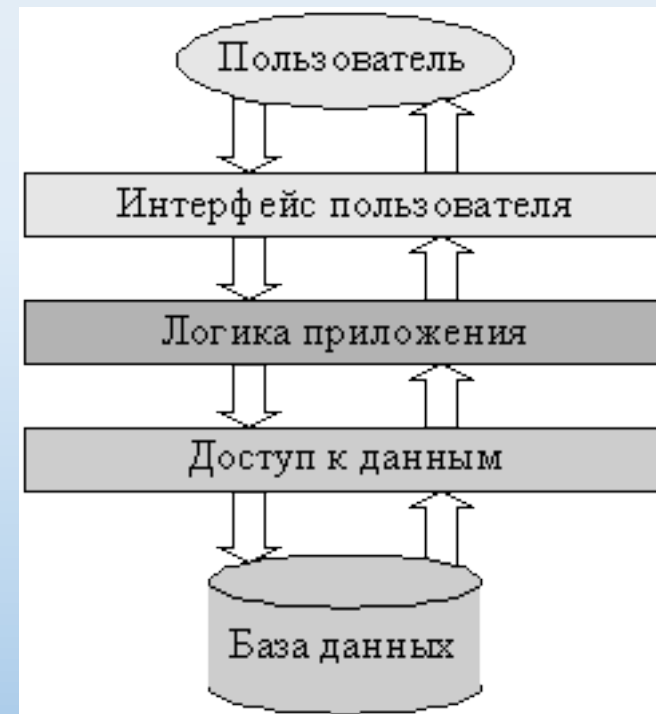 Пользователь
Интерфейс пользователя
Логика приложения
Доступ к данным
База данных